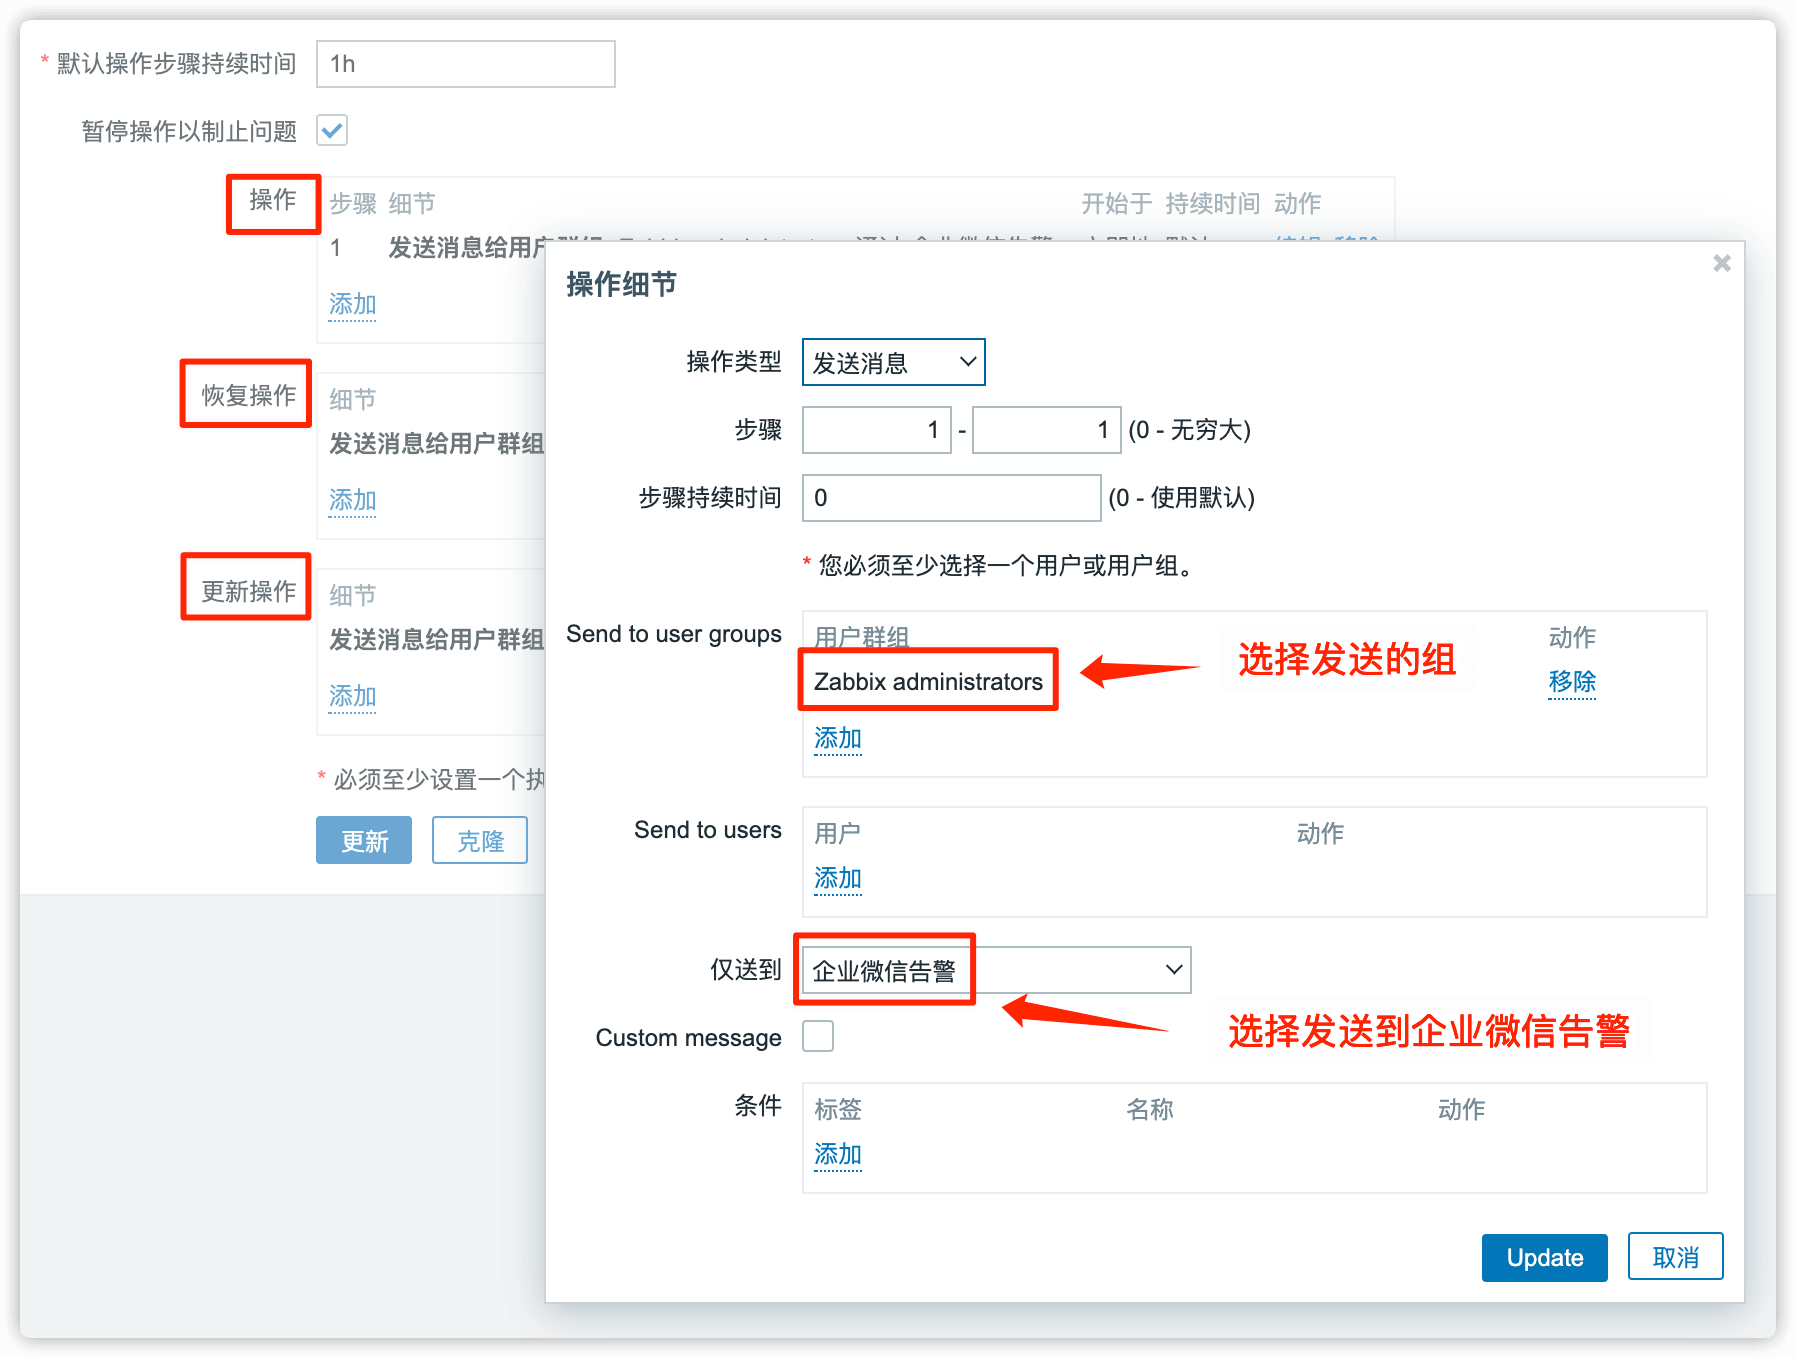 * 默认操作步骤持续时间 1h
暂停操作以制止问题
操作 步骤 细节 开始于 持续时间 动作
1 发送消息给用户群组
添加
恢复操作 细节
发送消息给用户群组
添加
更新操作 细节
发送消息给用户群组
添加
* 必须至少设置一个执
更新 克隆
操作细节
操作类型 发送消息
步骤 1 - 1 (0 - 无穷大)
步骤持续时间 0 (0 - 使用默认)
* 您必须至少选择一个用户或用户组。
Send to user groups 用户群组 动作
Zabbix administrators 选择发送的组 移除
添加
Send to users 用户 动作
添加
仅送到 企业微信告警
选择发送到企业微信告警
Custom message
条件 标签 名称 动作
添加
Update 取消